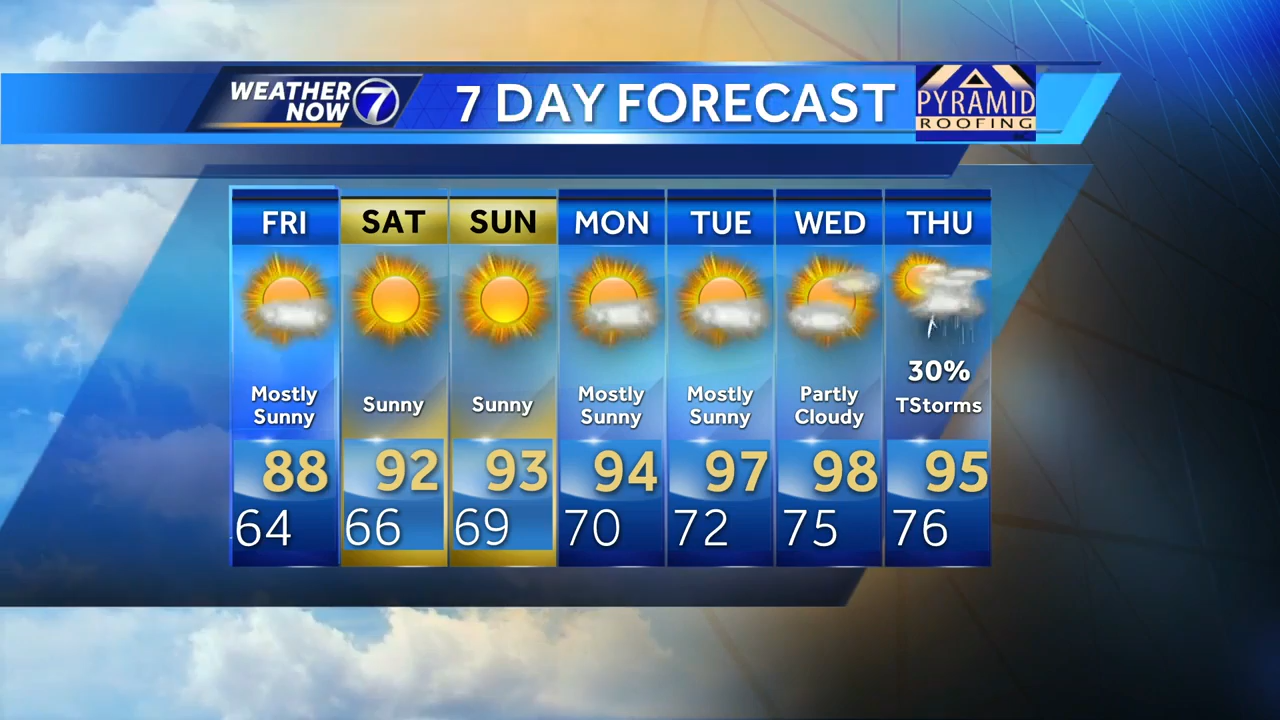 WEATHER
NOW 7
7 DAY FORECAST
PYRAMID
ROOFING
FRI SAT SUN MON TUE WED THU
30%
Mostly Sunny Sunny Sunny Mostly Sunny Mostly Sunny Partly Cloudy TStorms
88 92 93 94 97 98 95
64 66 69 70 72 75 76